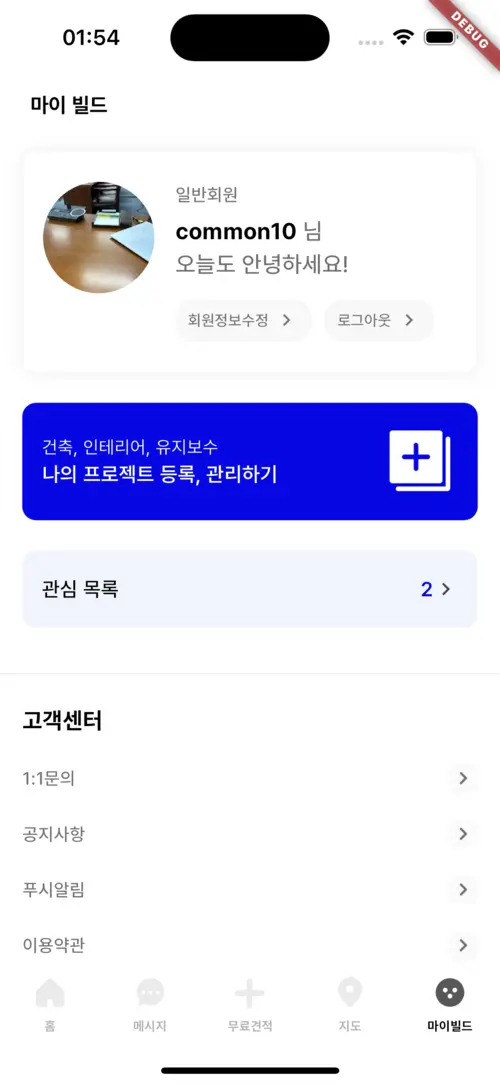 01:54
DEBUG
마이 빌드
일반회원
common10 님
오늘도 안녕하세요!
회원정보수정
로그아웃
건축, 인테리어, 유지보수
나의 프로젝트 등록, 관리하기
관심 목록
2
고객센터
1:1문의
공지사항
푸시알림
이용약관
홈
메시지
무료견적
지도
마이빌드